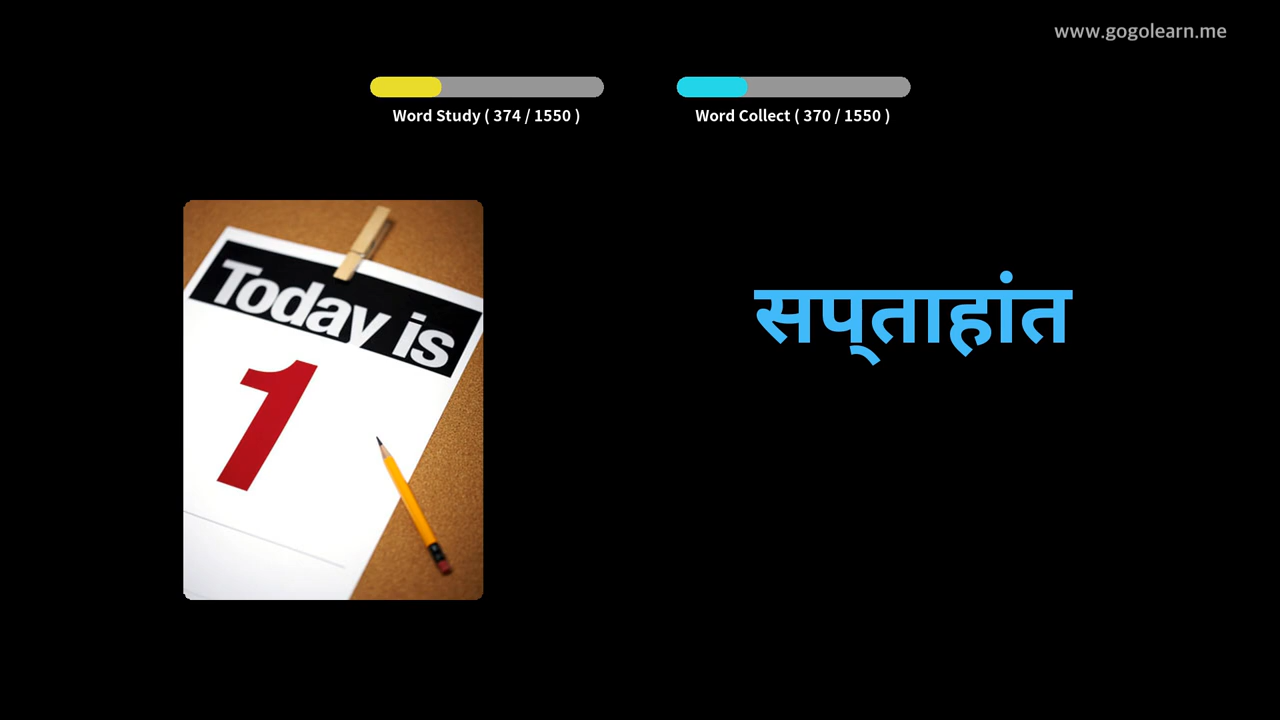 www.gogolearn.me
Word Study ( 374 / 1550 )
Word Collect ( 370 / 1550 )
Today is
1
सप्ताहांत